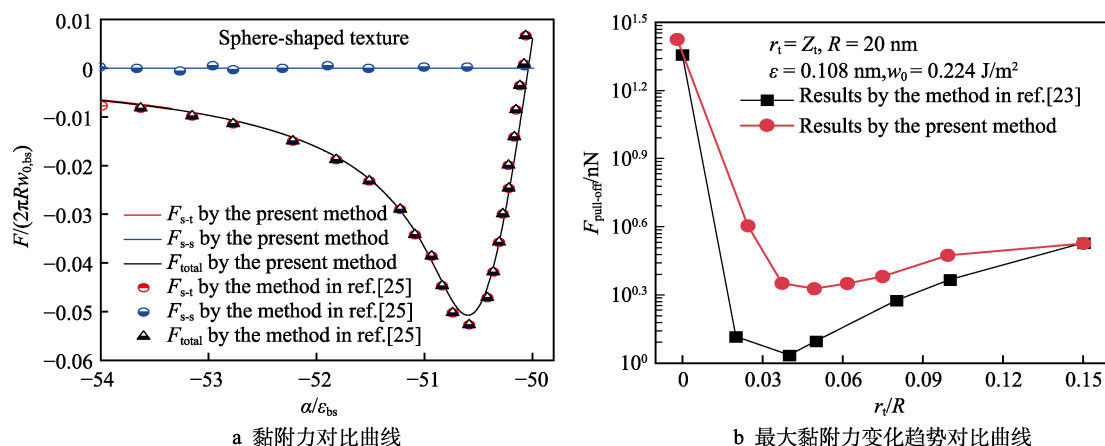 0.01
0
−0.01
−0.02
−0.03
−0.04
−0.05
−0.06
F/(2πRw0,bs)
Sphere-shaped texture
Fs-t by the present method
Fs-s by the present method
Ftotal by the present method
Fs-t by the method in ref.[25]
Fs-s by the method in ref.[25]
Ftotal by the method in ref.[25]
−54 −53 −52 −51 −50
α/εbs
a 黏附力对比曲线
10^1.5
10^1.2
10^0.9
10^0.6
10^0.3
10^0
Fpull-off/nN
rt= Zt, R = 20 nm
ε = 0.108 nm,w0 = 0.224 J/m²
Results by the method in ref.[23]
Results by the present method
0 0.03 0.06 0.09 0.12 0.15
rt/R
b 最大黏附力变化趋势对比曲线